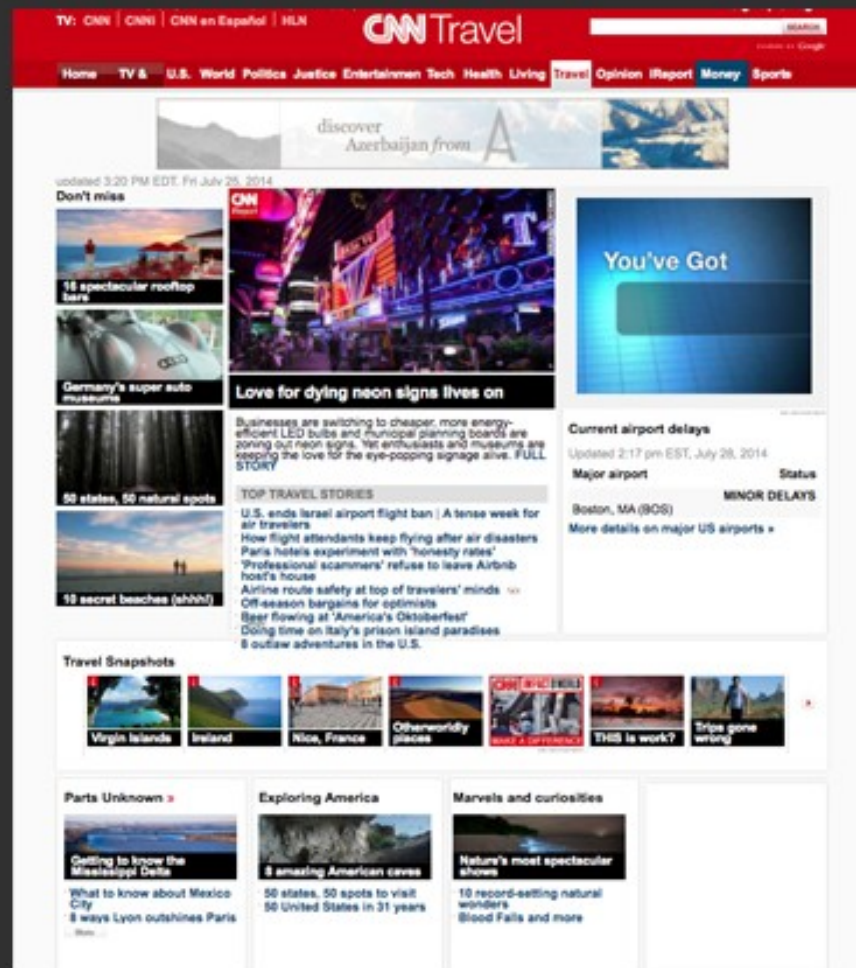 TV: CNN | CNNI | CNN en Español | HLN
CNN Travel
SEARCH
Google
Home TV & U.S. World Politics Justice Entertainmen Tech Health Living Travel Opinion iReport Money Sports
discover
Azerbaijan from A
updated 3:20 PM EDT, Fri July 25, 2014
Don't miss
15 spectacular rooftop
bars
Germany's super auto
museums
50 states, 50 natural spots
10 secret beaches (shhh!)
CNN
T
Love for dying neon signs lives on
Businesses are switching to cheaper, more energy-
efficient LED bulbs and municipal planning boards are
zoning out neon signs. Yet enthusiasts and museums are
keeping the love for the eye-popping signage alive. FULL
STORY
TOP TRAVEL STORIES
U.S. ends Israel airport flight ban | A tense week for
air travelers
How flight attendants keep flying after air disasters
Paris hotels experiment with 'honesty rates'
'Professional scammers' refuse to leave Airbnb
host's house
Airline route safety at top of travelers' minds
Off-season bargains for optimists
Beer flowing at 'America's Oktoberfest'
Doing time on Italy's prison island paradises
8 outlaw adventures in the U.S.
You've Got
Current airport delays
Updated 2:17 pm EST, July 28, 2014
Major airport Status
MINOR DELAYS
Boston, MA (BOS)
More details on major US airports »
Travel Snapshots
Virgin Islands
Ireland
Nice, France
Otherworldly
places
CNN IMPACT WORLD
MAKE A DIFFERENCE
THIS is work?
Trips gone
wrong
Parts Unknown »
Getting to know the
Mississippi Delta
What to know about Mexico
City
8 ways Lyon outshines Paris
More
Exploring America
8 amazing American caves
50 states, 50 spots to visit
50 United States in 31 years
Marvels and curiosities
Nature's most spectacular
shows
10 record-setting natural
wonders
Blood Falls and more